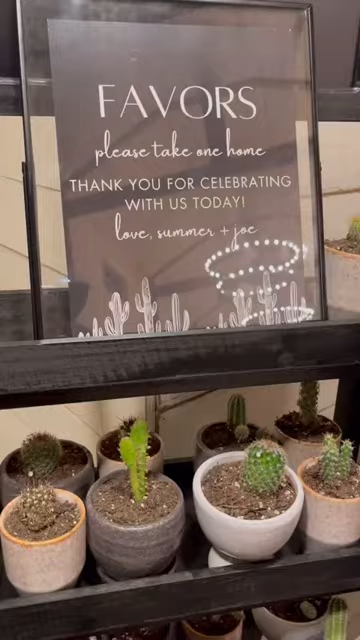 FAVORS
please take one home
THANK YOU FOR CELEBRATING
WITH US TODAY!
love, summer + joe